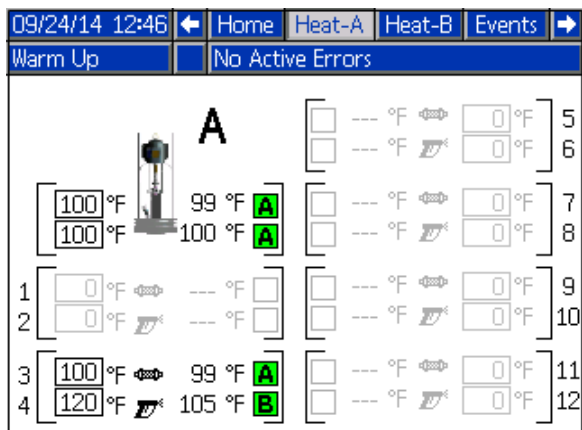 09/24/14 12:46 Home Heat-A Heat-B Events
Warm Up No Active Errors
A
--- °F 0 °F 5
--- °F 0 °F 6
100 °F 99 °F A
100 °F 100 °F A
--- °F 0 °F 7
--- °F 0 °F 8
1 0 °F --- °F
2 0 °F --- °F
--- °F 0 °F 9
--- °F 0 °F 10
3 100 °F 99 °F A
4 120 °F 105 °F B
--- °F 0 °F 11
--- °F 0 °F 12